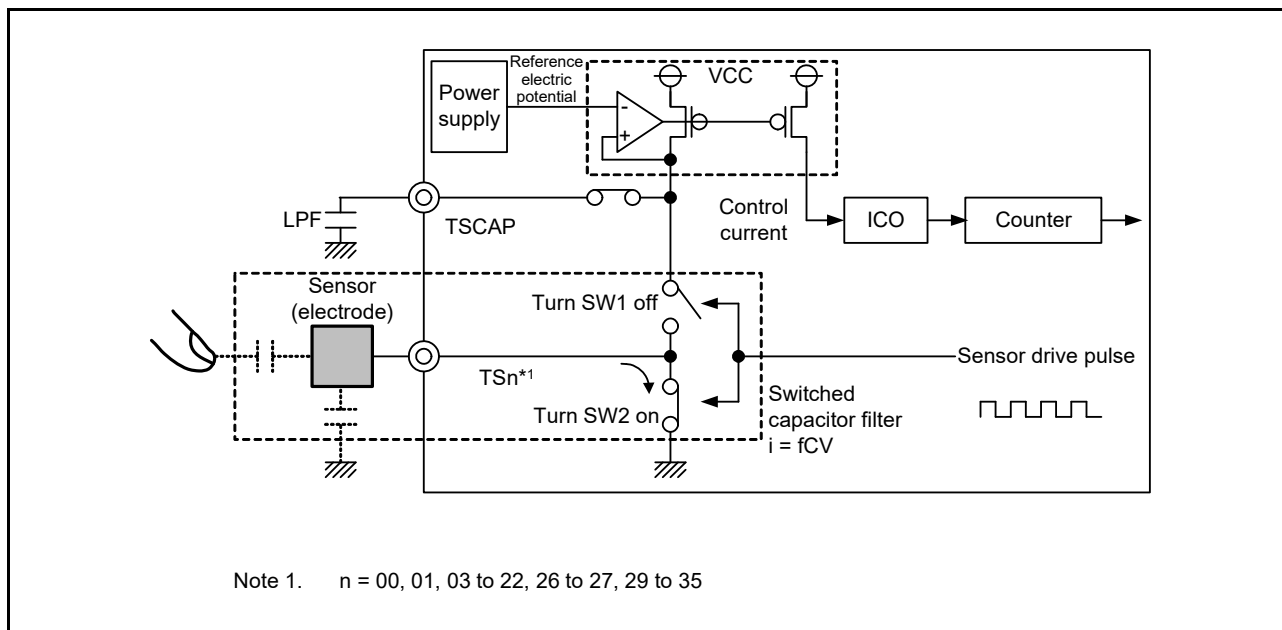 Reference
electric
potential
VCC
Power
supply
-
+
LPF
TSCAP
Control
current
ICO
Counter
Sensor
(electrode)
Turn SW1 off
TSn*1
Sensor drive pulse
Turn SW2 on
Switched
capacitor filter
i = fCV
Note 1. n = 00, 01, 03 to 22, 26 to 27, 29 to 35